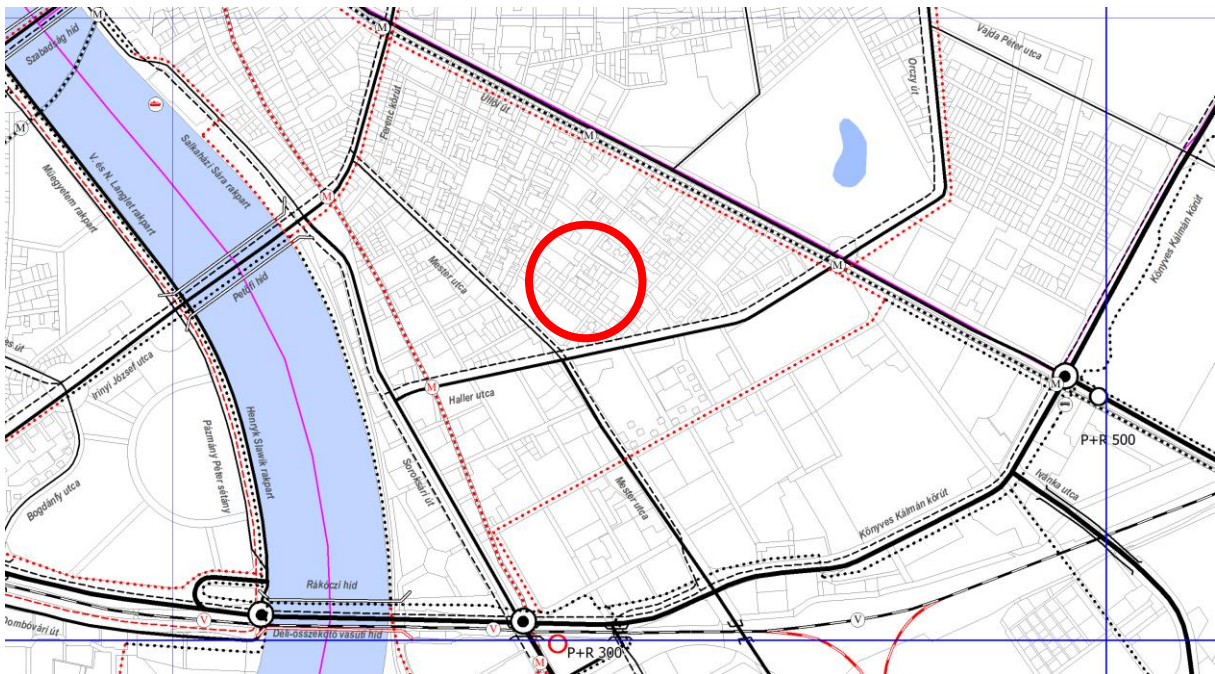 M
Szabadság híd
M
Vajda Péter utca
Üllői út
Ferenc körút
Orczy út
M
M
V. és N. Langlet rakpart
Műegyetem rakpart
Salkaházi Sára rakpart
M
Könyves Kálmán körút
Petőfi híd
Mester utca
M
es út
Irinyi József utca
Haller utca
M
M
P+R 500
Henryk Slawik rakpart
Pázmány Péter sétány
Bogdánfy utca
Soroksári út
Mester utca
Könyves Kálmán körút
Ivánka utca
Rákóczi híd
V
V
V
Dombóvári út
Déli-összekötő vasúti híd
P+R 300
M